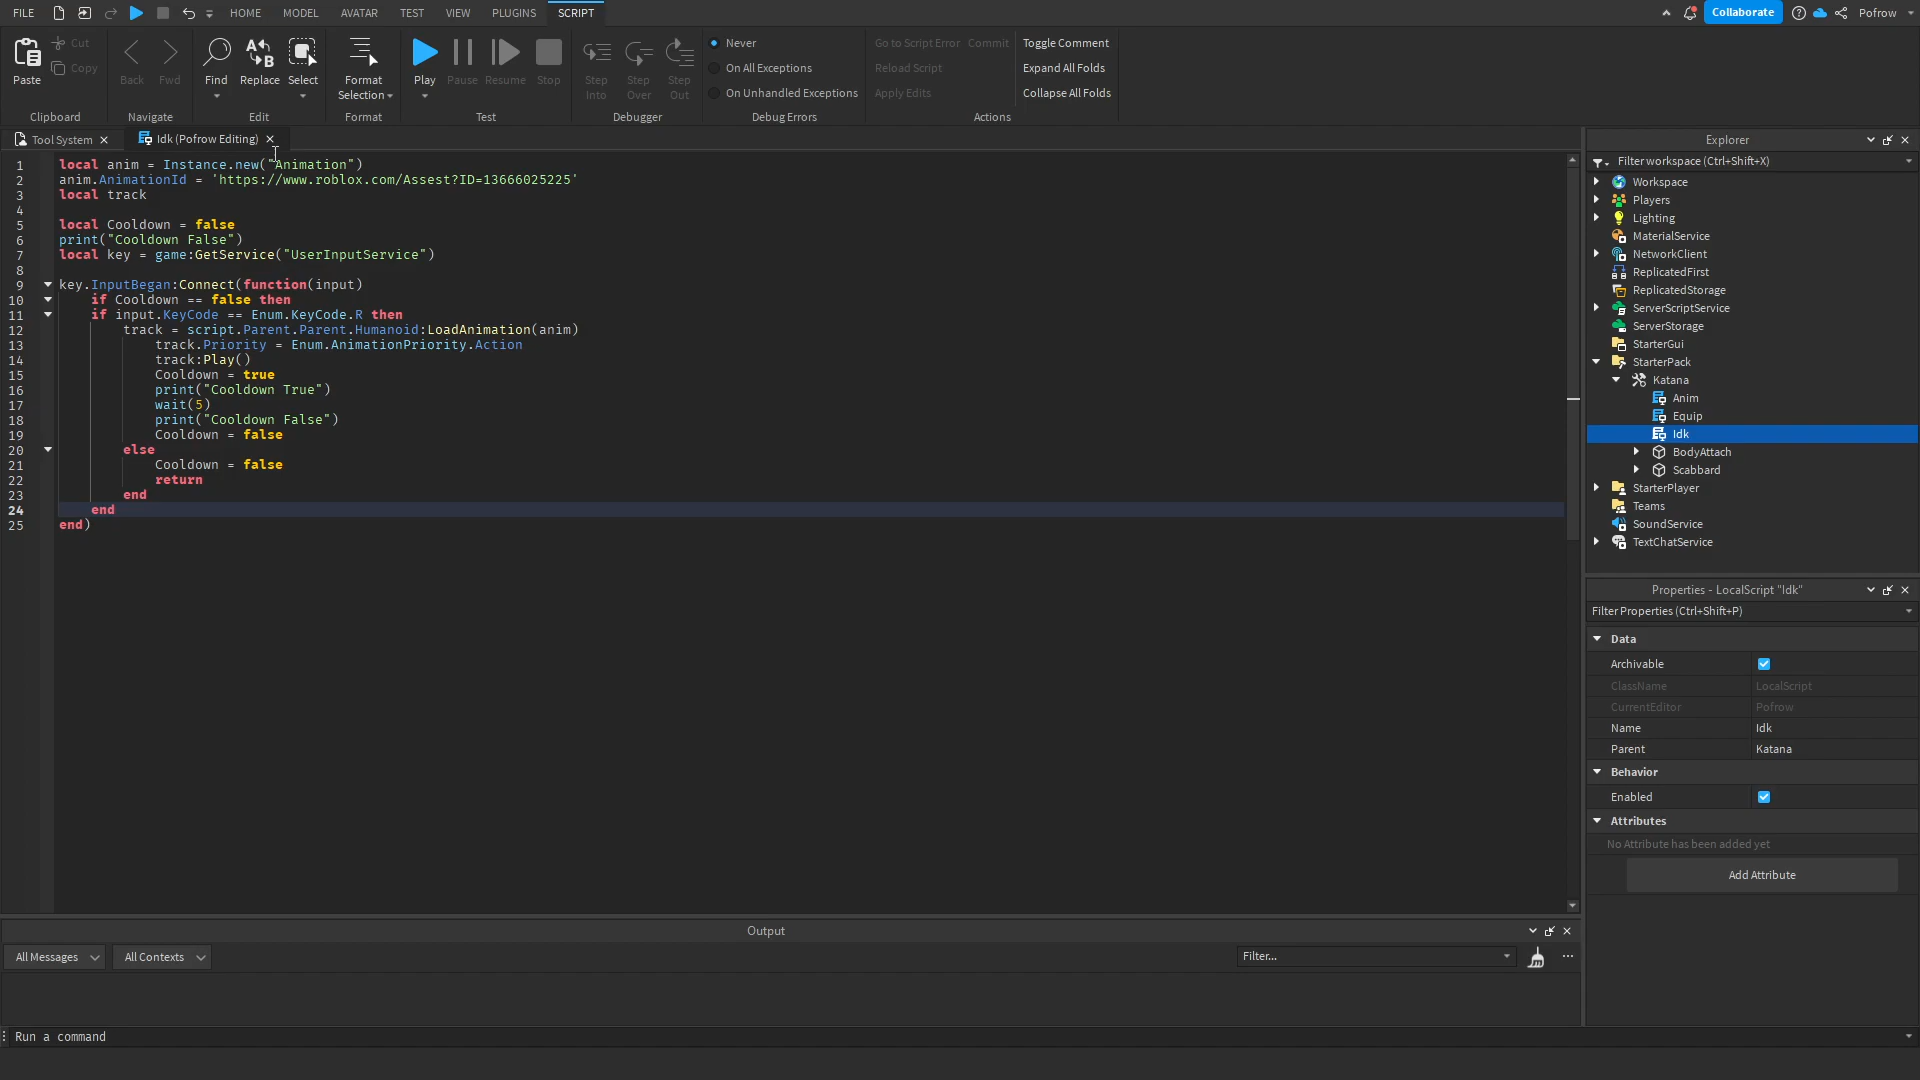 FILE HOME MODEL AVATAR TEST VIEW PLUGINS SCRIPT Collaborate Pofrow
Paste Cut Copy Back Fwd Find Replace Select Format Selection Play Pause Resume Stop Step Into Step Over Step Out
Never
On All Exceptions
On Unhandled Exceptions
Go to Script Error Commit
Reload Script
Apply Edits
Toggle Comment
Expand All Folds
Collapse All Folds
Clipboard Navigate Edit Format Test Debugger Debug Errors Actions
Tool System Idk (Pofrow Editing)
1 local anim = Instance.new("Animation")
2 anim.AnimationId = 'https://www.roblox.com/Assest?ID=13666025225'
3 local track
4
5 local Cooldown = false
6 print("Cooldown False")
7 local key = game:GetService("UserInputService")
8
9 key.InputBegan:Connect(function(input)
10 if Cooldown == false then
11 if input.KeyCode == Enum.KeyCode.R then
12 track = script.Parent.Parent.Humanoid:LoadAnimation(anim)
13 track.Priority = Enum.AnimationPriority.Action
14 track:Play()
15 Cooldown = true
16 print("Cooldown True")
17 wait(5)
18 print("Cooldown False")
19 Cooldown = false
20 else
21 Cooldown = false
22 return
23 end
24 end
25 end)
Explorer
Filter workspace (Ctrl+Shift+X)
Workspace
Players
Lighting
MaterialService
NetworkClient
ReplicatedFirst
ReplicatedStorage
ServerScriptService
ServerStorage
StarterGui
StarterPack
Katana
Anim
Equip
Idk
BodyAttach
Scabbard
StarterPlayer
Teams
SoundService
TextChatService
Properties - LocalScript "Idk"
Filter Properties (Ctrl+Shift+P)
Data
Archivable
ClassName LocalScript
CurrentEditor Pofrow
Name Idk
Parent Katana
Behavior
Enabled
Attributes
No Attribute has been added yet
Add Attribute
Output
All Messages All Contexts Filter...
Run a command